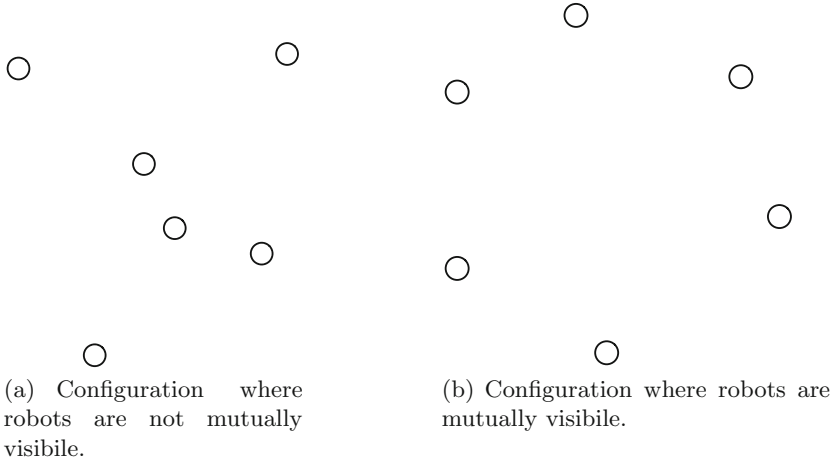 (a) Configuration where
robots are not mutually
visibile.
(b) Configuration where robots are
mutually visibile.